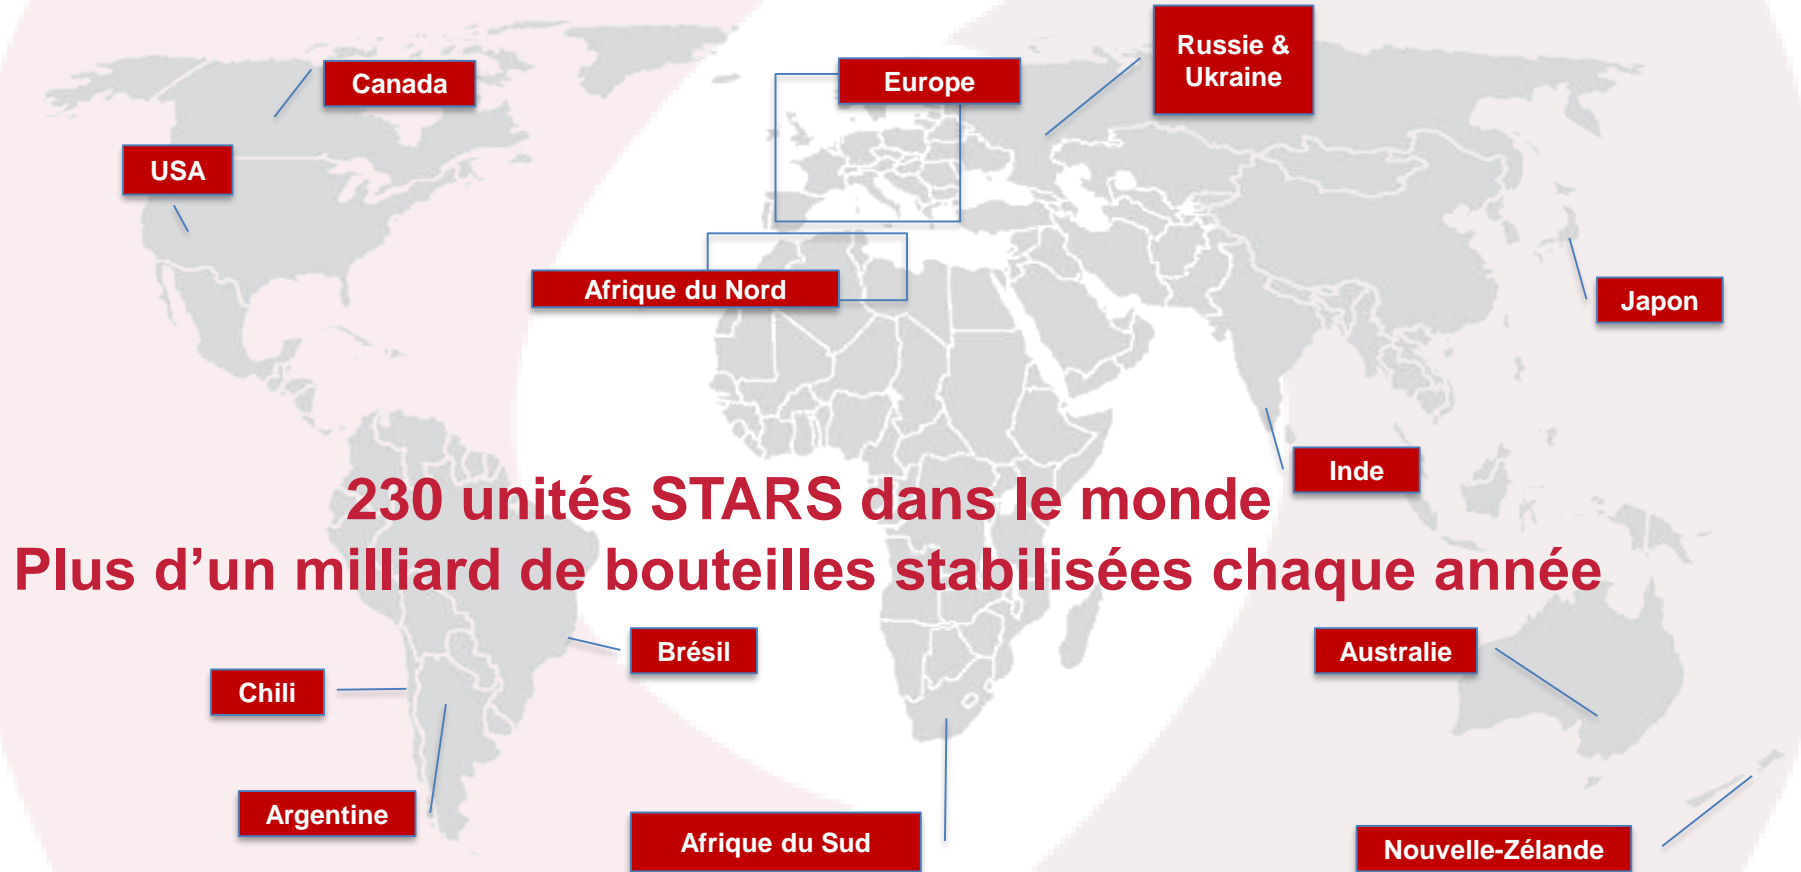 Russie &
Ukraine
Canada
Europe
USA
Afrique du Nord
Japon
Inde
230 unités STARS dans le monde
Plus d’un milliard de bouteilles stabilisées chaque année
Brésil
Australie
Chili
Argentine
Afrique du Sud
Nouvelle-Zélande